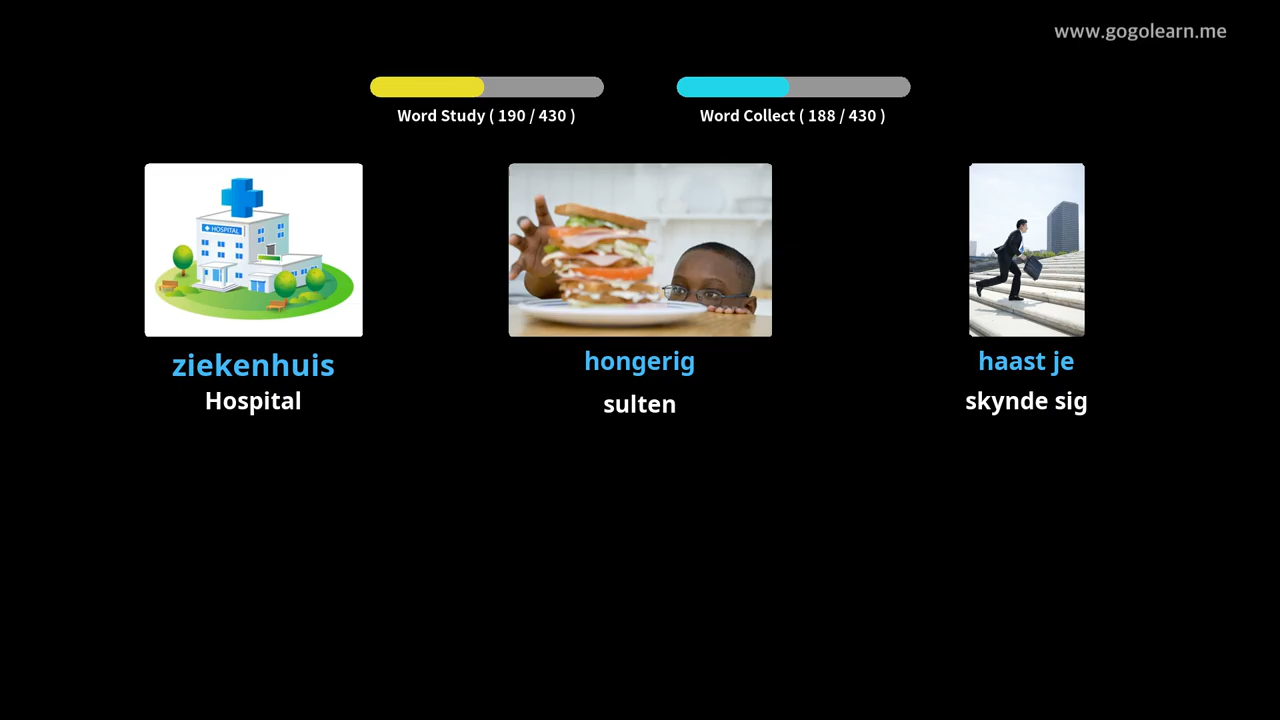 www.gogolearn.me
Word Study ( 190 / 430 )
Word Collect ( 188 / 430 )
HOSPITAL
ziekenhuis
Hospital
hongerig
sulten
haast je
skynde sig